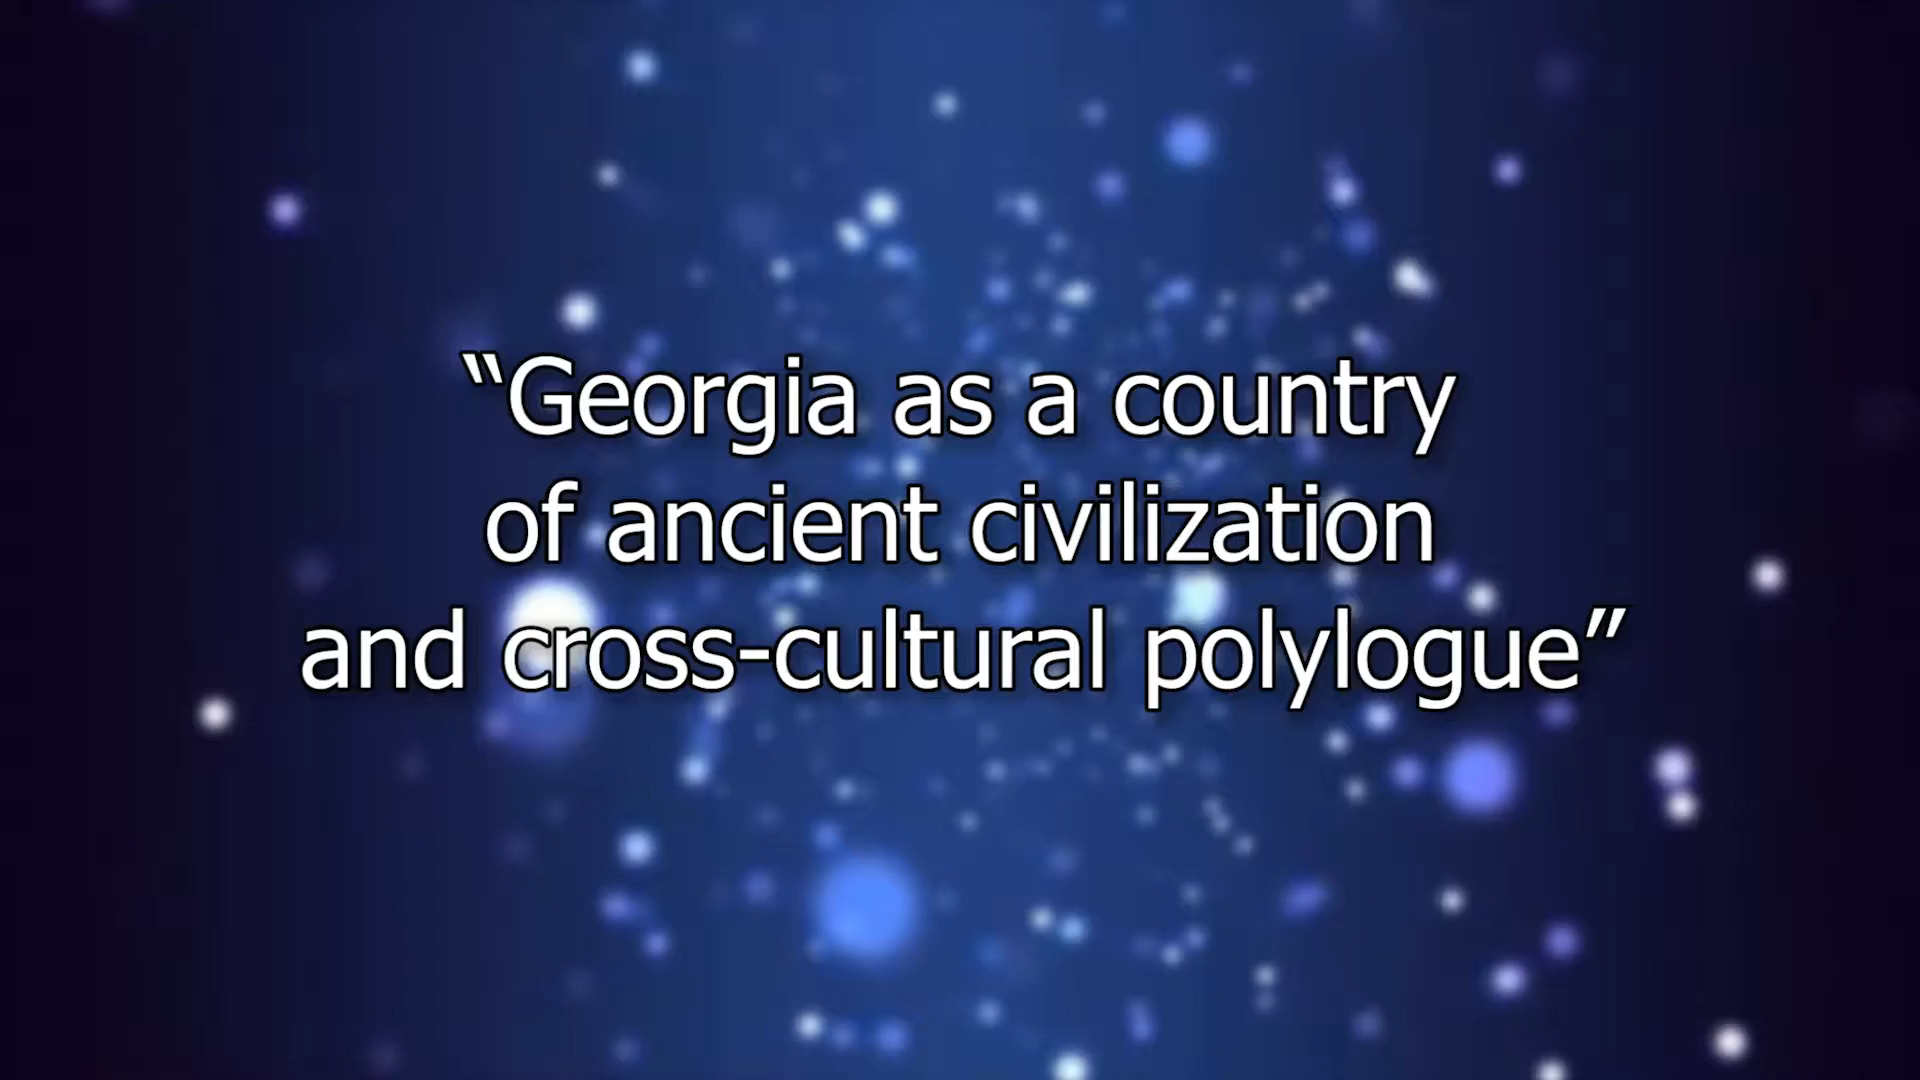 “Georgia as a country
of ancient civilization
and cross-cultural polylogue”